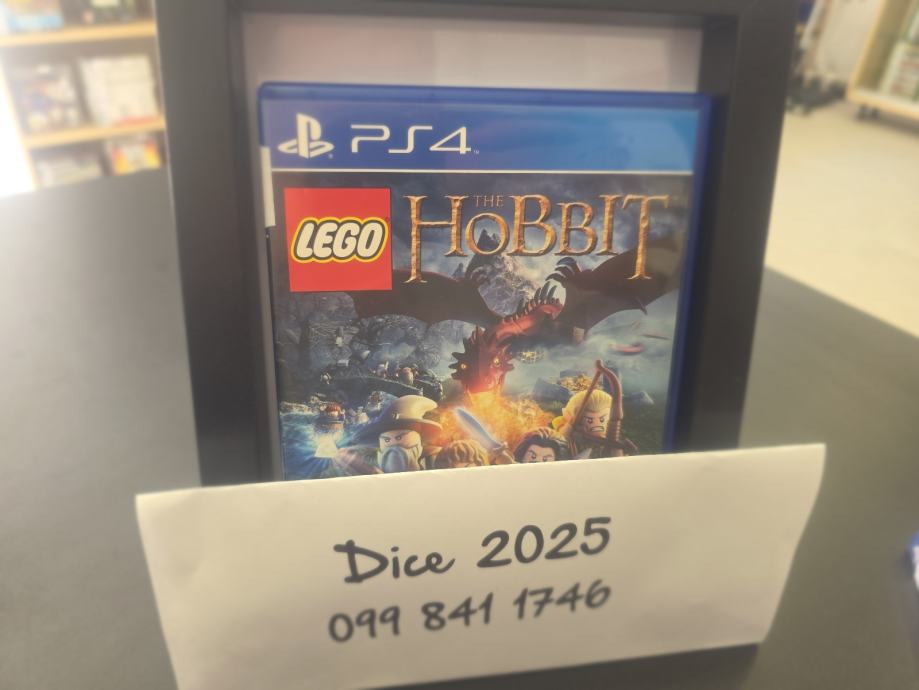 PS4
LEGO
THE
HOBBIT
Dice 2025
099 841 1746